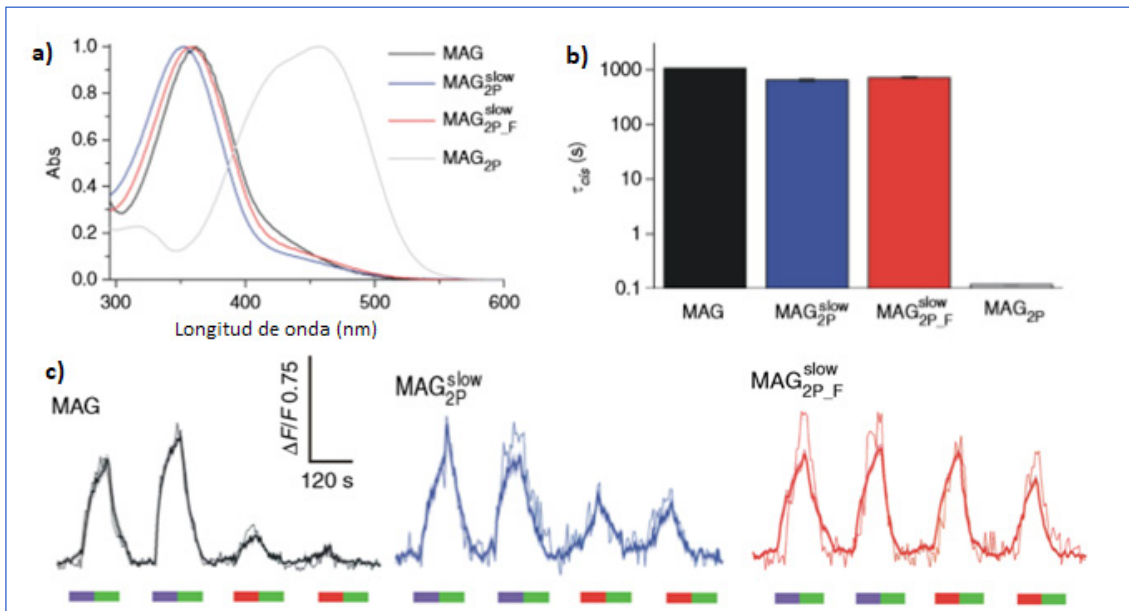 a)
Abs
1.0
0.8
0.6
0.4
0.2
0.0
300
400
500
600
Longitud de onda (nm)
MAG
MAG2P^slow
MAG2P_F^slow
MAG2P
b)
τcis (s)
1000
100
10
1
0.1
MAG
MAG2P^slow
MAG2P_F^slow
MAG2P
c)
MAG
ΔF/F 0.75
120 s
MAG2P^slow
MAG2P_F^slow